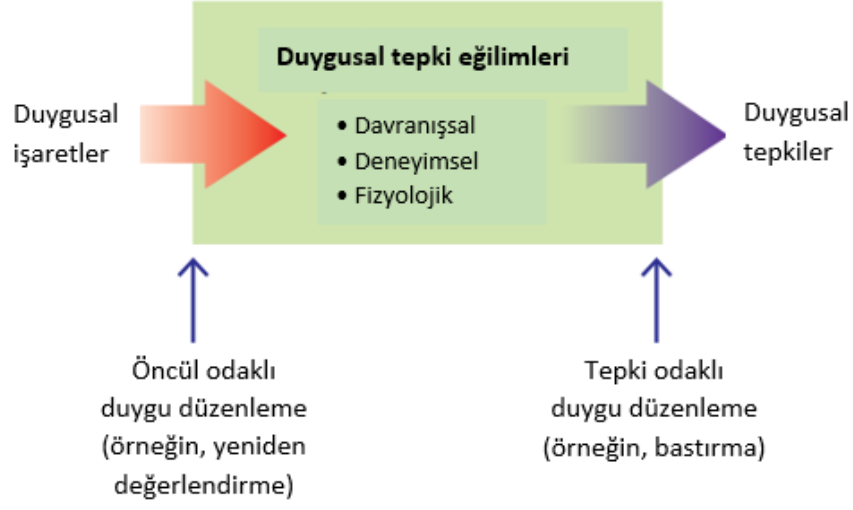 Duygusal tepki eğilimleri
Duygusal
işaretler
• Davranışsal
• Deneyimsel
• Fizyolojik
Duygusal
tepkiler
Öncül odaklı
duygu düzenleme
(örneğin, yeniden
değerlendirme)
Tepki odaklı
duygu düzenleme
(örneğin, bastırma)